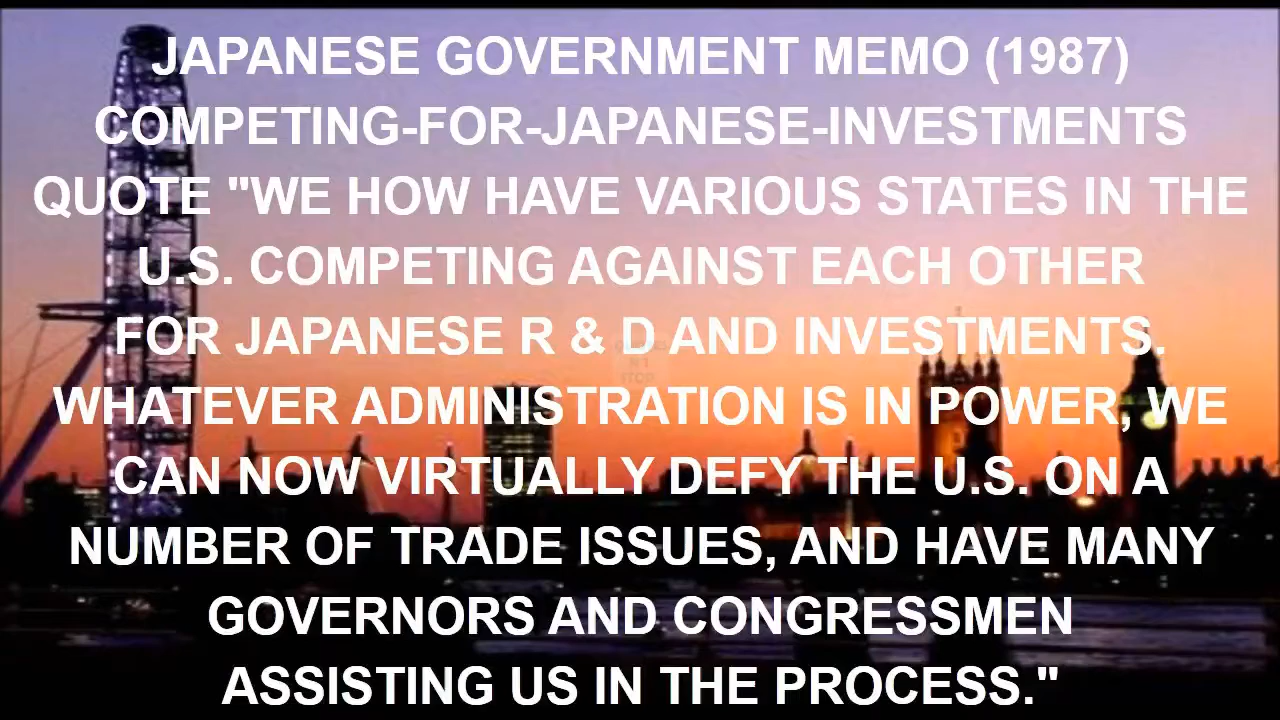 JAPANESE GOVERNMENT MEMO (1987)
COMPETING-FOR-JAPANESE-INVESTMENTS
QUOTE "WE HOW HAVE VARIOUS STATES IN THE
U.S. COMPETING AGAINST EACH OTHER
FOR JAPANESE R & D AND INVESTMENTS.
WHATEVER ADMINISTRATION IS IN POWER, WE
CAN NOW VIRTUALLY DEFY THE U.S. ON A
NUMBER OF TRADE ISSUES, AND HAVE MANY
GOVERNORS AND CONGRESSMEN
ASSISTING US IN THE PROCESS."